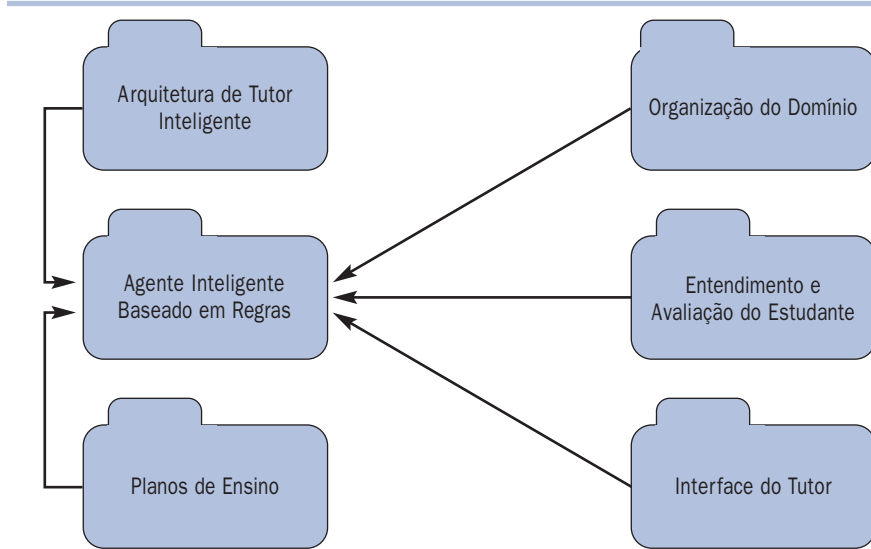 Arquitetura de Tutor
Inteligente
Organização do Domínio
Agente Inteligente
Baseado em Regras
Entendimento e
Avaliação do Estudante
Planos de Ensino
Interface do Tutor